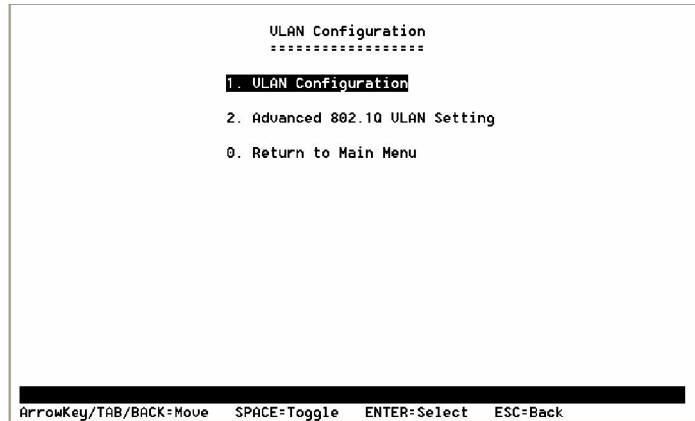 VLAN Configuration
==================
1. VLAN Configuration
2. Advanced 802.1Q VLAN Setting
0. Return to Main Menu
ArrowKey/TAB/BACK=Move SPACE=Toggle ENTER=Select ESC=Back